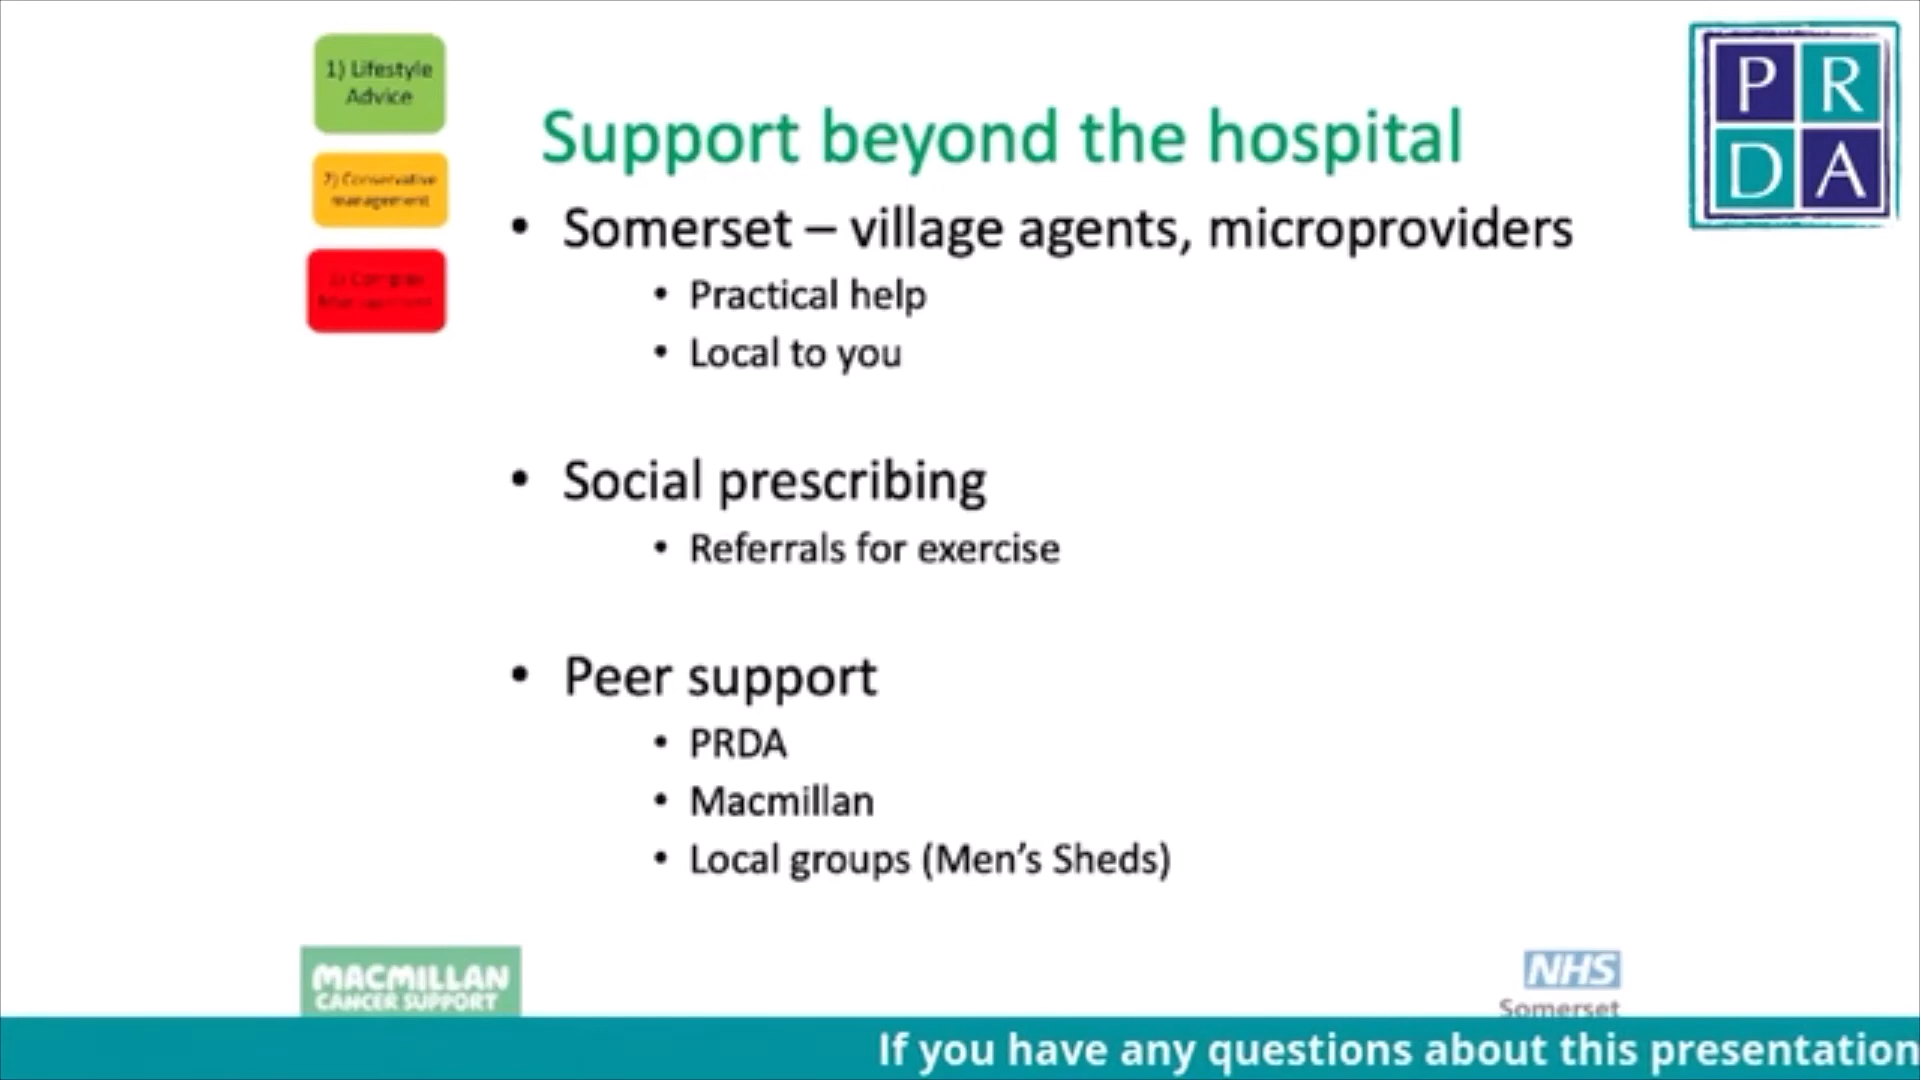 1) Lifestyle
Advice
Conservative
management
P R
D A
Support beyond the hospital
• Somerset – village agents, microproviders
• Practical help
• Local to you
• Social prescribing
• Referrals for exercise
• Peer support
• PRDA
• Macmillan
• Local groups (Men’s Sheds)
MACMILLAN
CANCER SUPPORT
NHS
Somerset
If you have any questions about this presentation